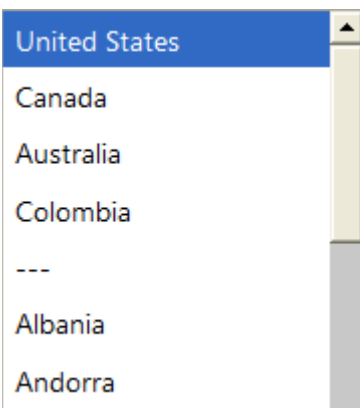 United States
Canada
Australia
Colombia
---
Albania
Andorra